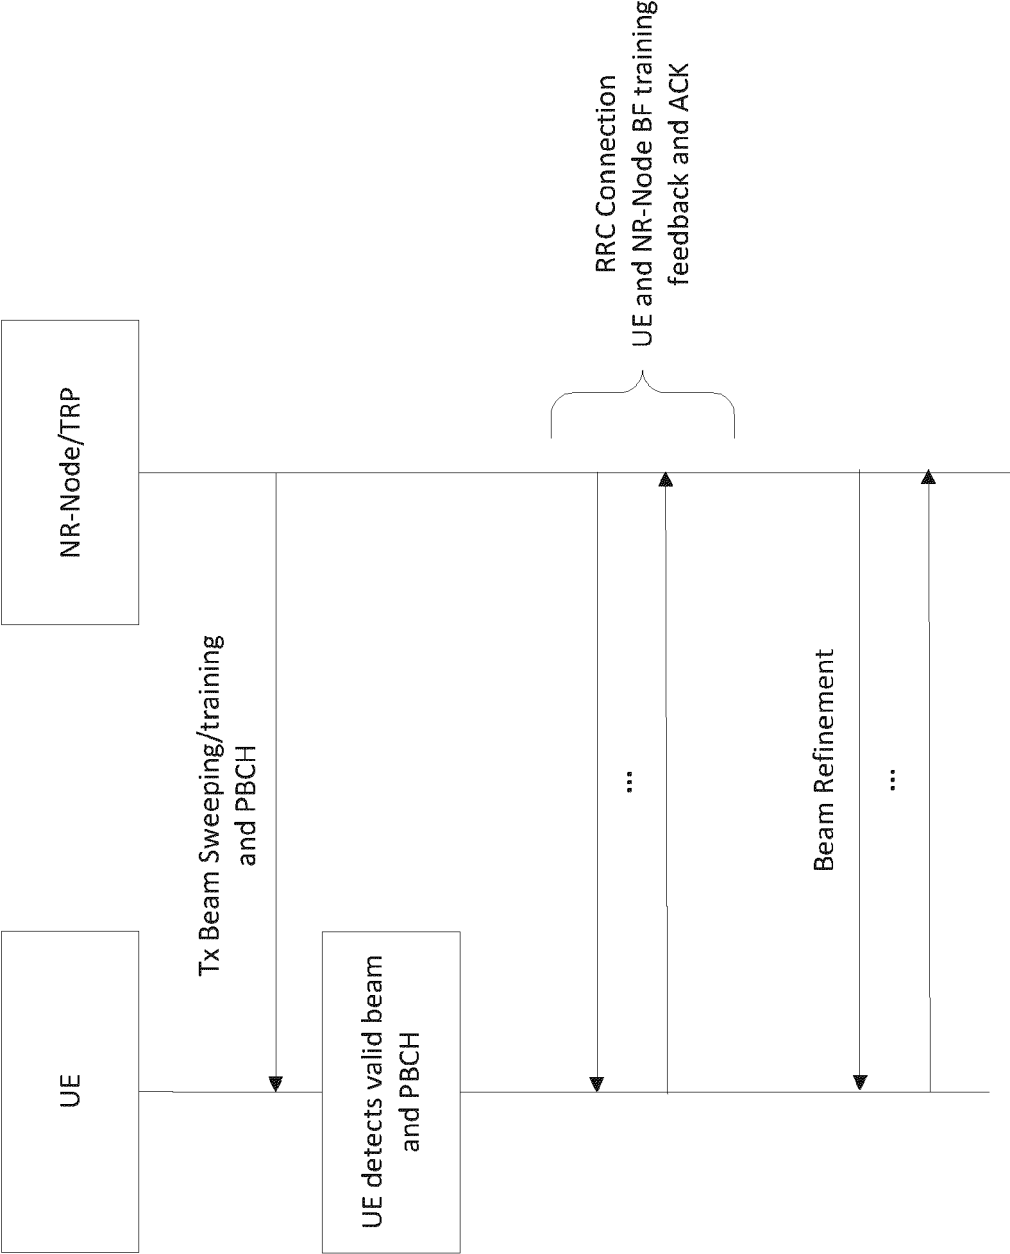 UE
NR-Node/TRP
Tx Beam Sweeping/training
and PBCH
UE detects valid beam
and PBCH
RRC Connection
UE and NR-Node BF training
feedback and ACK
...
Beam Refinement
...